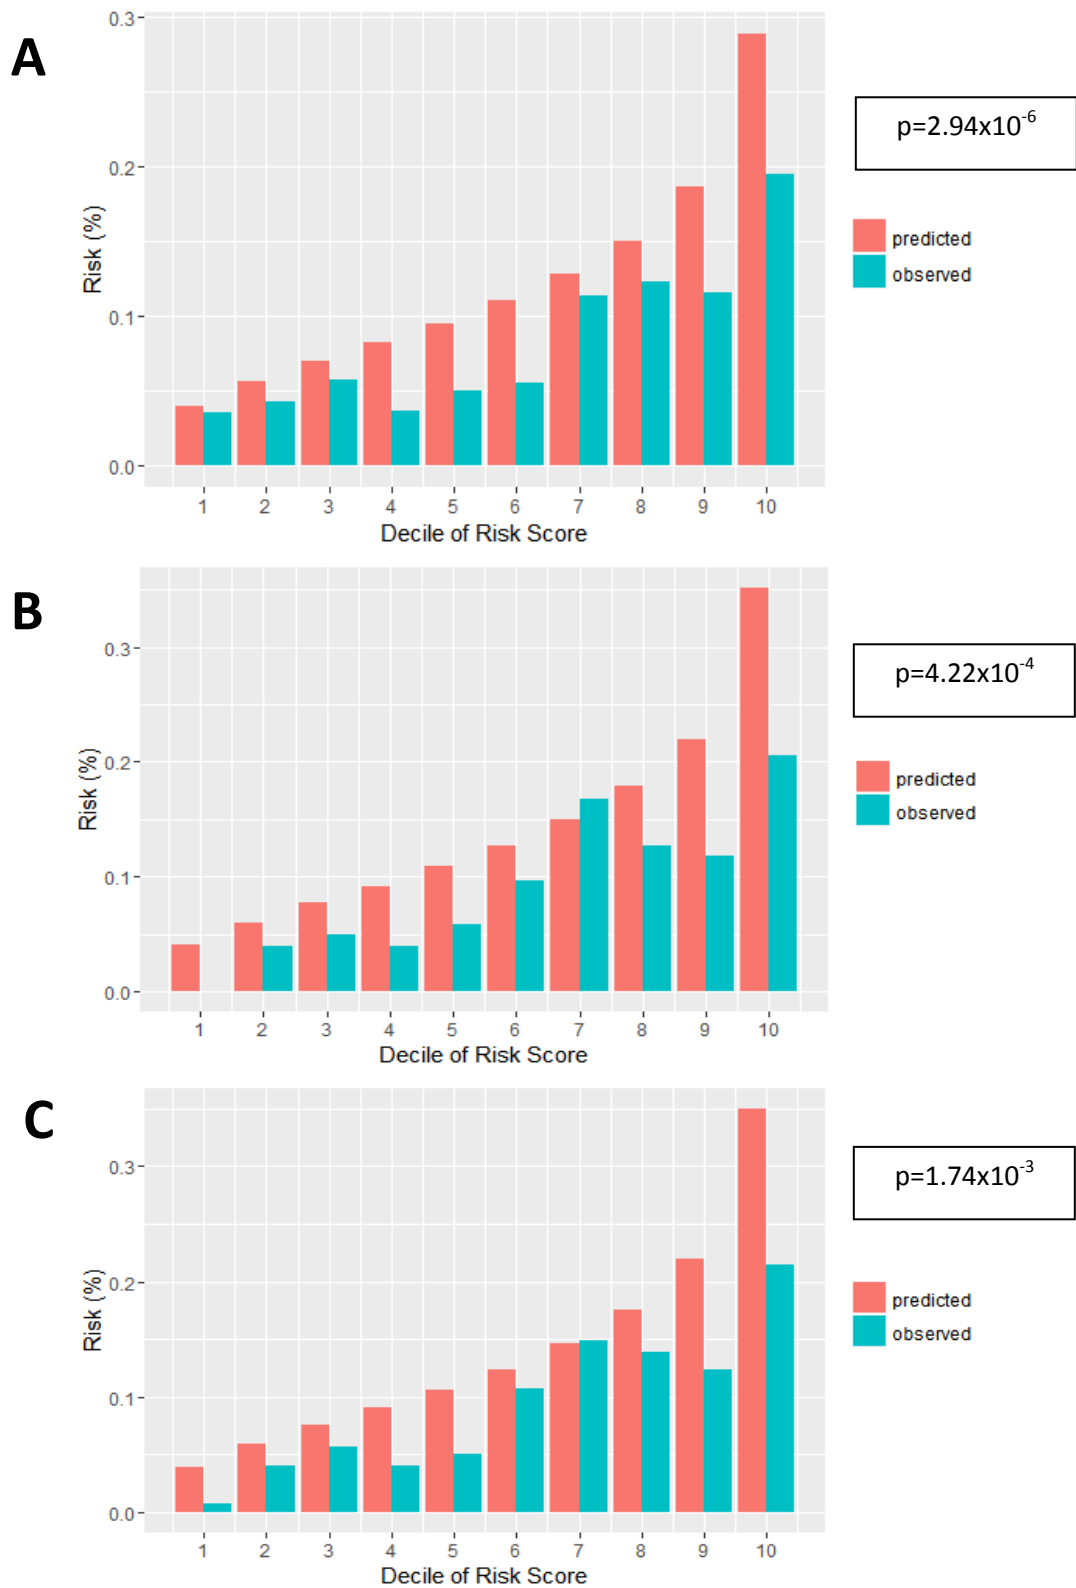 A
0.3
0.2
0.1
0.0
Risk (%)
1 2 3 4 5 6 7 8 9 10
Decile of Risk Score
p=2.94x10⁻⁶
predicted
observed
B
0.3
0.2
0.1
0.0
Risk (%)
1 2 3 4 5 6 7 8 9 10
Decile of Risk Score
p=4.22x10⁻⁴
predicted
observed
C
0.3
0.2
0.1
0.0
Risk (%)
1 2 3 4 5 6 7 8 9 10
Decile of Risk Score
p=1.74x10⁻³
predicted
observed